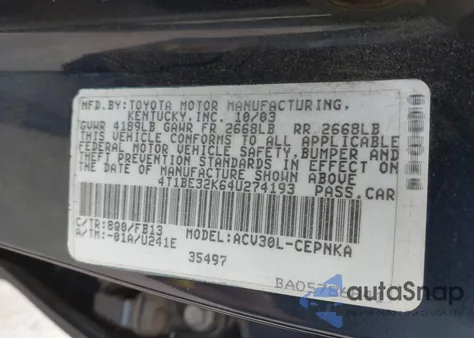 MFD.BY:TOYOTA MOTOR MANUFACTURING,
KENTUCKY,INC. 10/03
GVWR 4189LB GAWR FR 2668LB RR 2668LB
THIS VEHICLE CONFORMS TO ALL APPLICABLE
FEDERAL MOTOR VEHICLE SAFETY,BUMPER AND
THEFT PREVENTION STANDARDS IN EFFECT ON
THE DATE OF MANUFACTURE SHOWN ABOVE.
4T1BE32K64U274193 PASS.CAR
C/TR:8Q0/FB13
A/TM:-01A/U241E MODEL:ACV30L-CEPNKA
35497
autoSnap